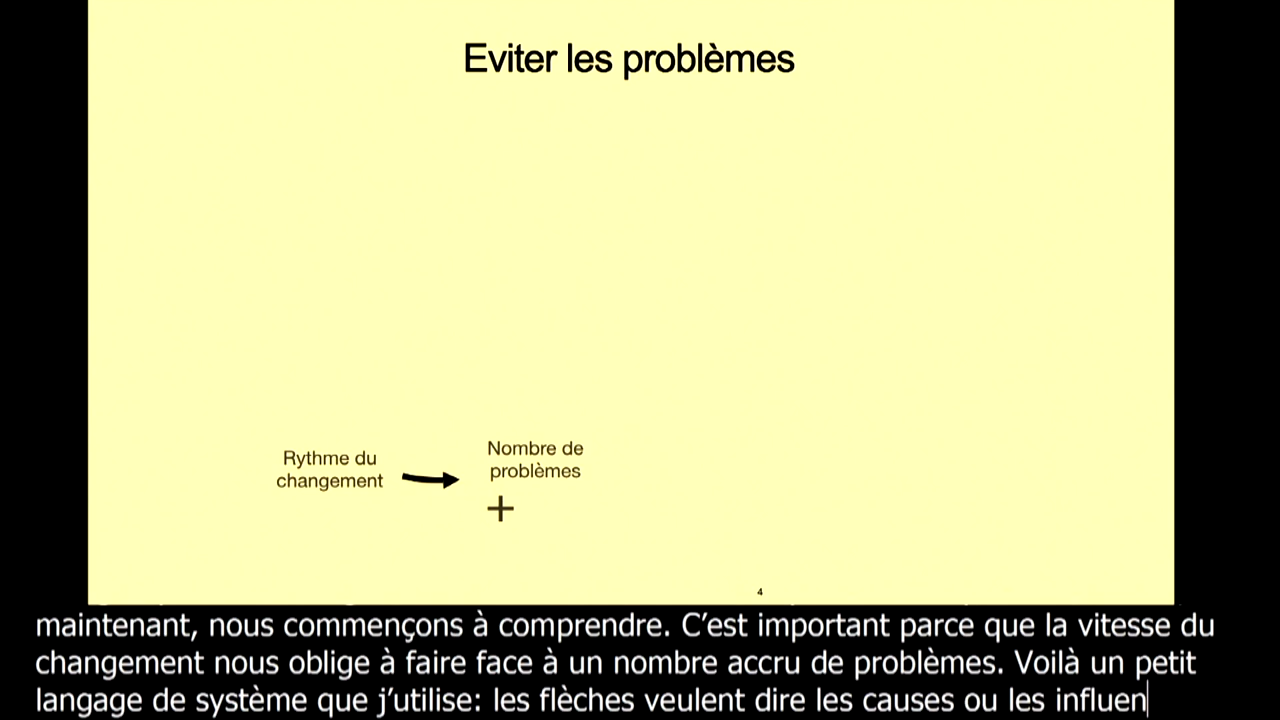 Eviter les problèmes
Rythme du
changement
Nombre de
problèmes
+
4
maintenant, nous commençons à comprendre. C’est important parce que la vitesse du
changement nous oblige à faire face à un nombre accru de problèmes. Voilà un petit
langage de système que j’utilise: les flèches veulent dire les causes ou les influen